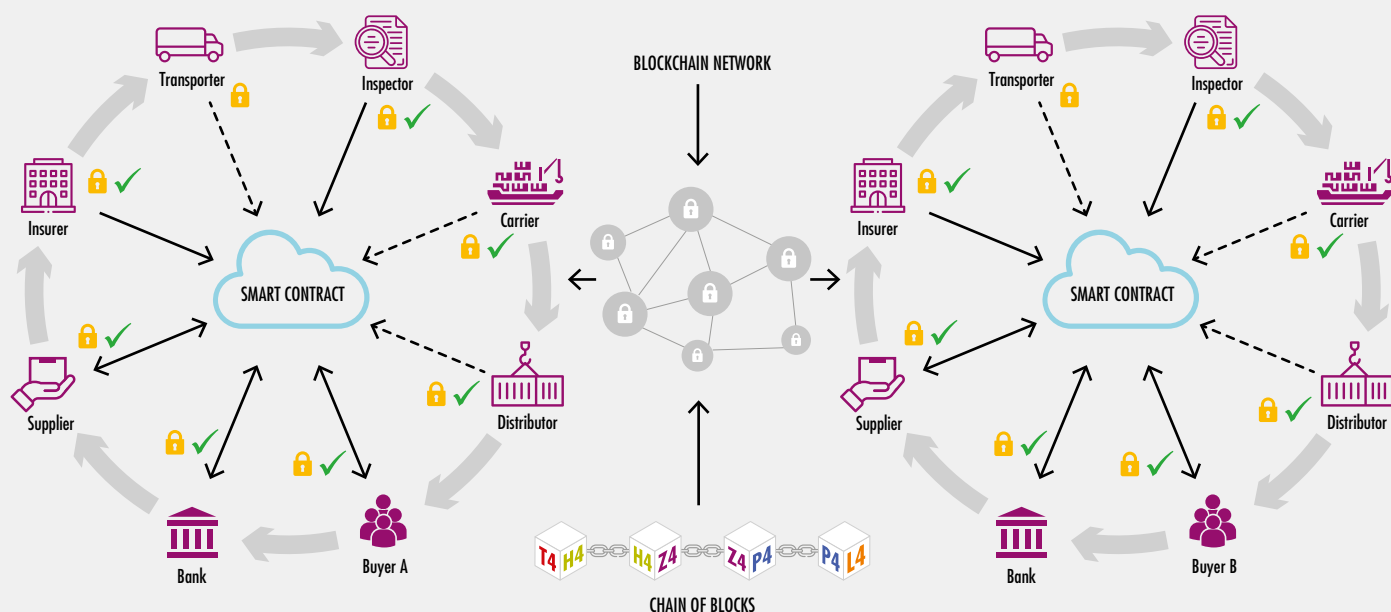 Transporter
Inspector
Insurer
Carrier
SMART CONTRACT
Supplier
Distributor
Bank
Buyer A
BLOCKCHAIN NETWORK
T4 H4
H4 Z4
Z4 P4
P4 L4
CHAIN OF BLOCKS
Transporter
Inspector
Insurer
Carrier
SMART CONTRACT
Supplier
Distributor
Bank
Buyer B